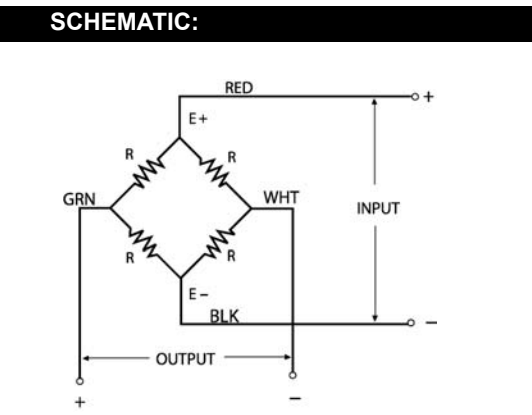 SCHEMATIC:
RED
+
E+
R
R
GRN
WHT
INPUT
R
R
E−
BLK
−
OUTPUT
+
−